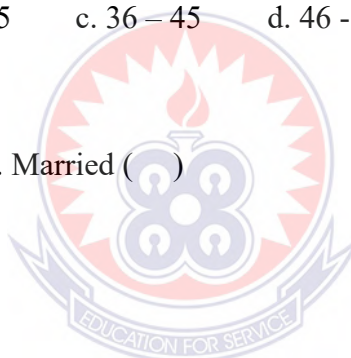 5 c. 36 – 45 d. 46 -
. Married ( )
EDUCATION FOR SERVICE